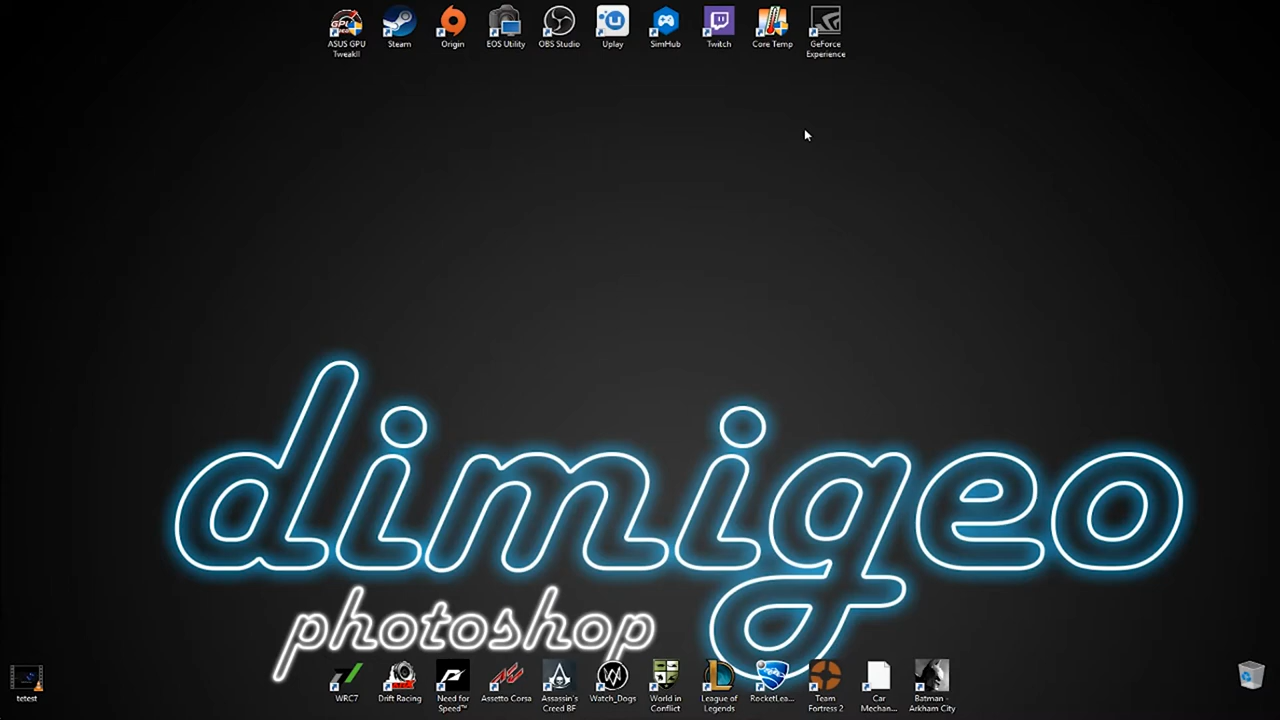 ASUS GPU TweakII
Steam
Origin
EOS Utility
OBS Studio
Uplay
SimHub
Twitch
Core Temp
GeForce Experience
dimigeo
photoshop
tetest
WRC7
Drift Racing
Need for Speed™
Assetto Corsa
Assassin's Creed BF
Watch_Dogs
World in Conflict
League of Legends
RocketLea...
Team Fortress 2
Car Mechan...
Batman - Arkham City